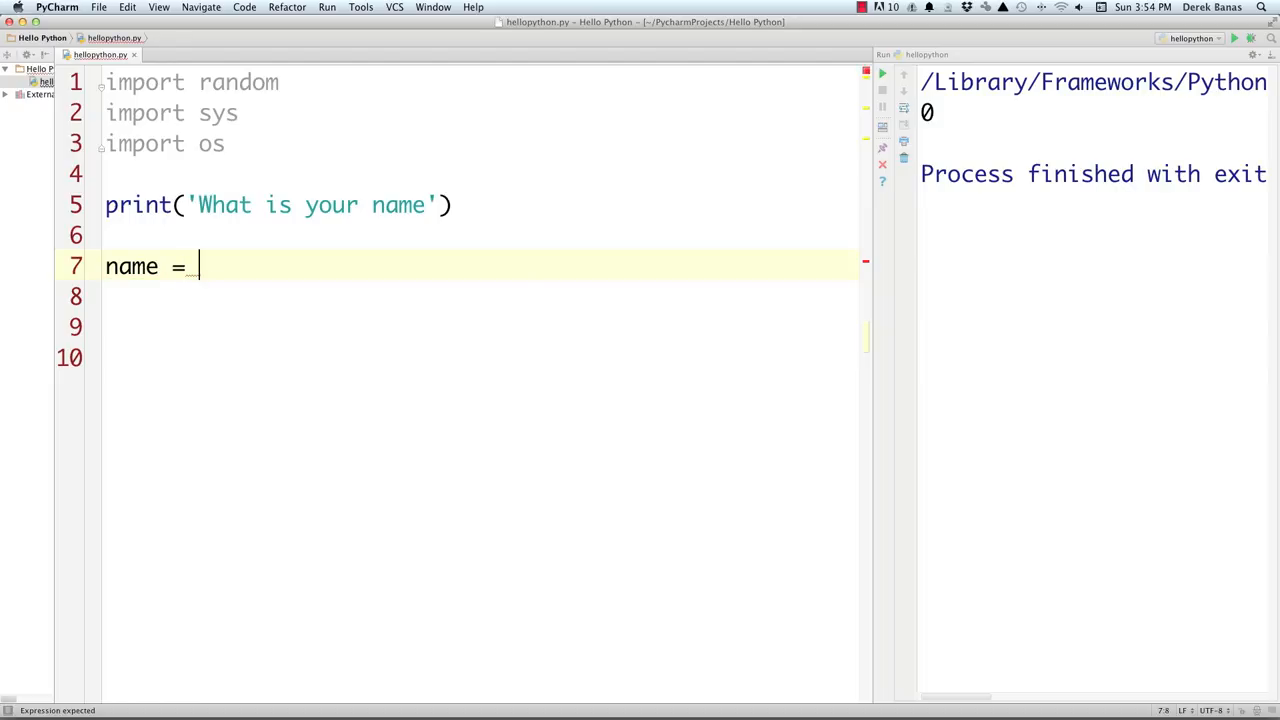 PyCharm File Edit View Navigate Code Refactor Run Tools VCS Window Help 10 Sun 3:54 PM Derek Banas
hellopython.py – Hello Python – [~/PycharmProjects/Hello Python]
Hello Python hellopython.py hellopython
hellopython.py Run hellopython
Hello P
hell
Externa
1 import random
2 import sys
3 import os
4
5 print('What is your name')
6
7 name =
8
9
10
/Library/Frameworks/Python
0
Process finished with exit
Expression expected 7:8 LF UTF-8